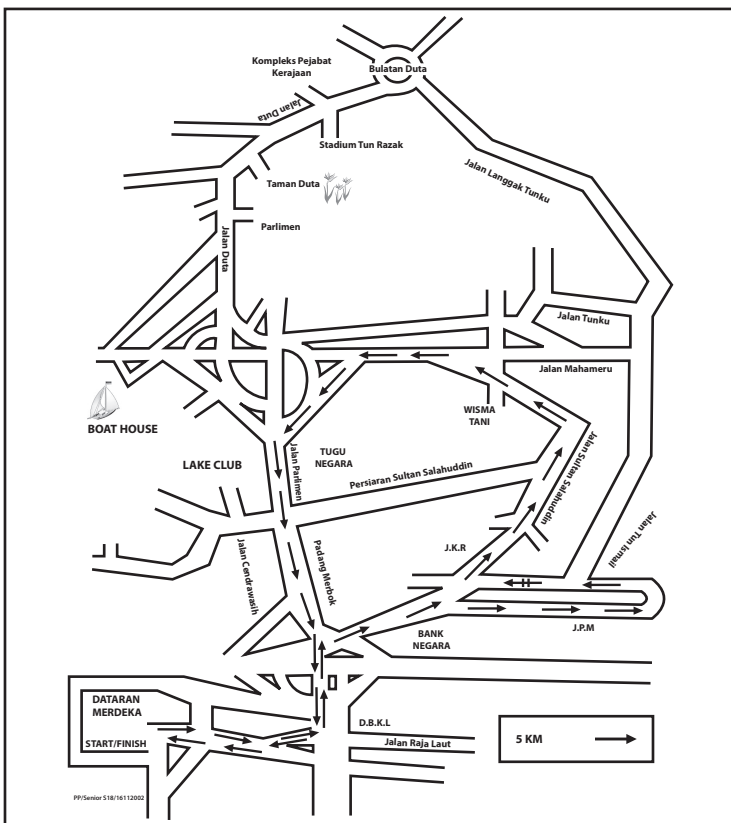 Kompleks Pejabat
Kerajaan
Bulatan Duta
Jalan Duta
Stadium Tun Razak
Jalan Langgak Tunku
Taman Duta
Parlimen
Jalan Duta
Jalan Tunku
Jalan Mahameru
BOAT HOUSE
WISMA
TANI
TUGU
NEGARA
LAKE CLUB
Jalan Parlimen
Persiaran Sultan Salahuddin
Jalan Sultan Salahuddin
Jalan Tun Ismail
J.K.R
Padang Merbok
Jalan Cendrawasih
J.P.M
BANK
NEGARA
DATARAN
MERDEKA
START/FINISH
D.B.K.L
Jalan Raja Laut
5 KM
PP/Senior S18/16112002